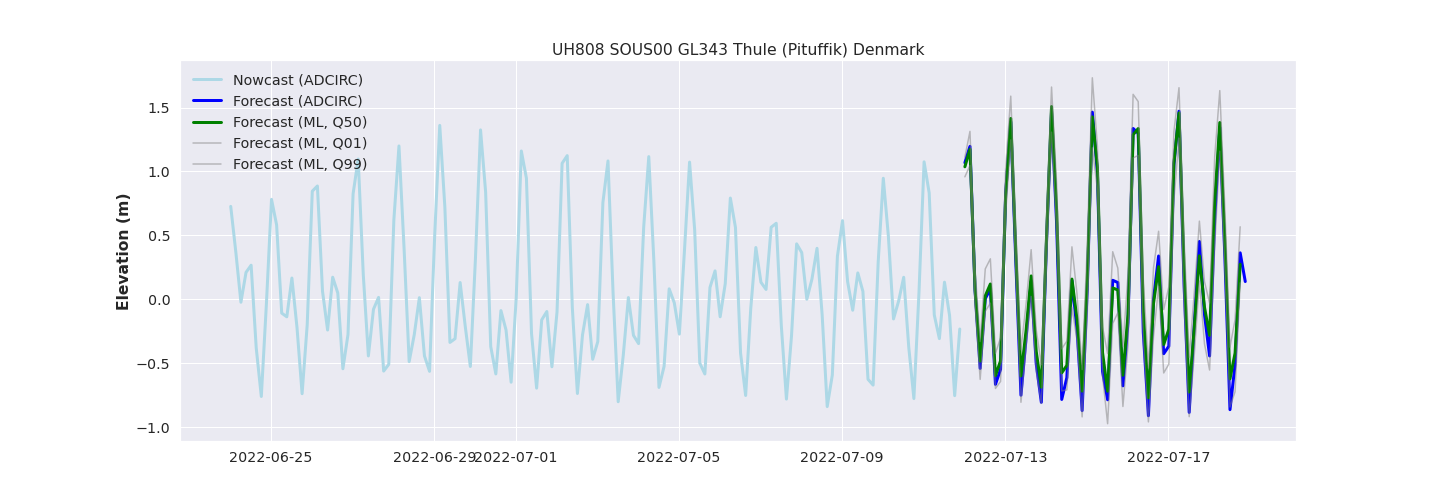 UH808 SOUS00 GL343 Thule (Pituffik) Denmark
Nowcast (ADCIRC)
Forecast (ADCIRC)
Forecast (ML, Q50)
Forecast (ML, Q01)
Forecast (ML, Q99)
Elevation (m)
1.5
1.0
0.5
0.0
−0.5
−1.0
2022-06-25 2022-06-29 2022-07-01 2022-07-05 2022-07-09 2022-07-13 2022-07-17